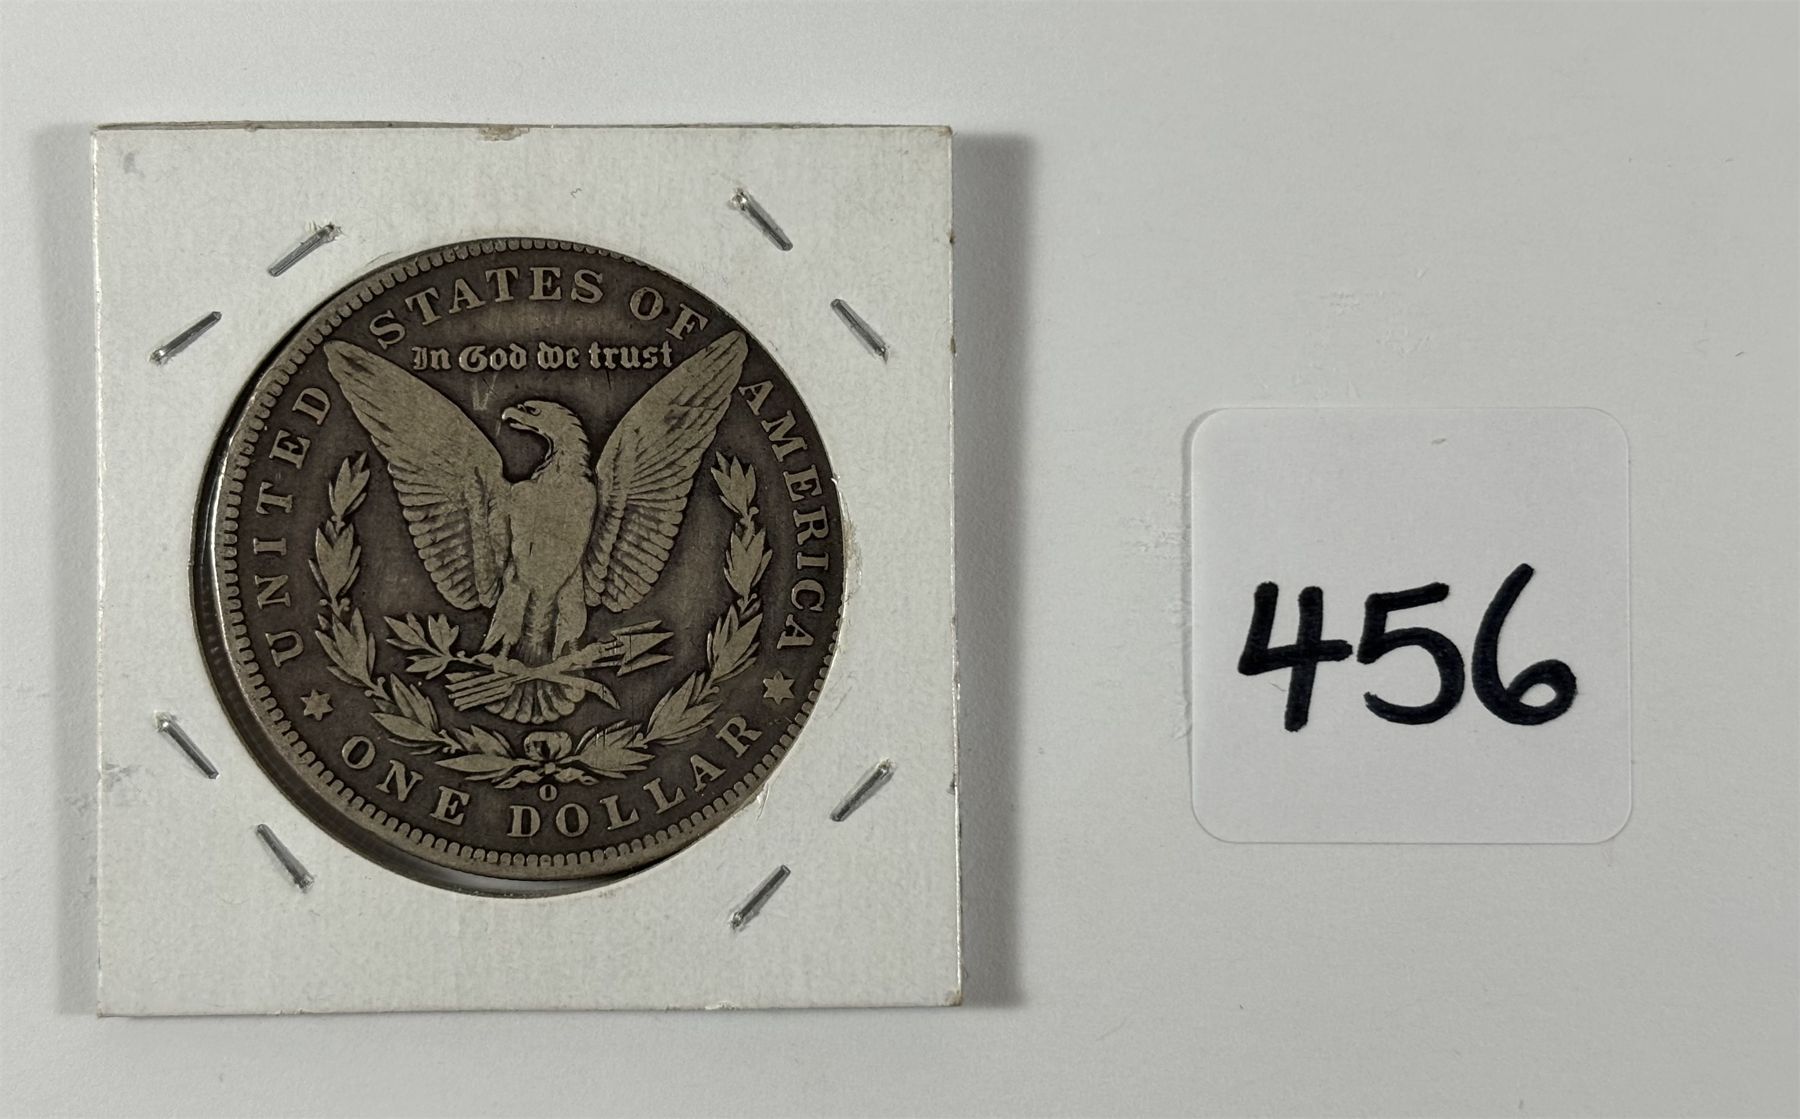 UNITED STATES OF AMERICA
In God we trust
O
ONE DOLLAR
456